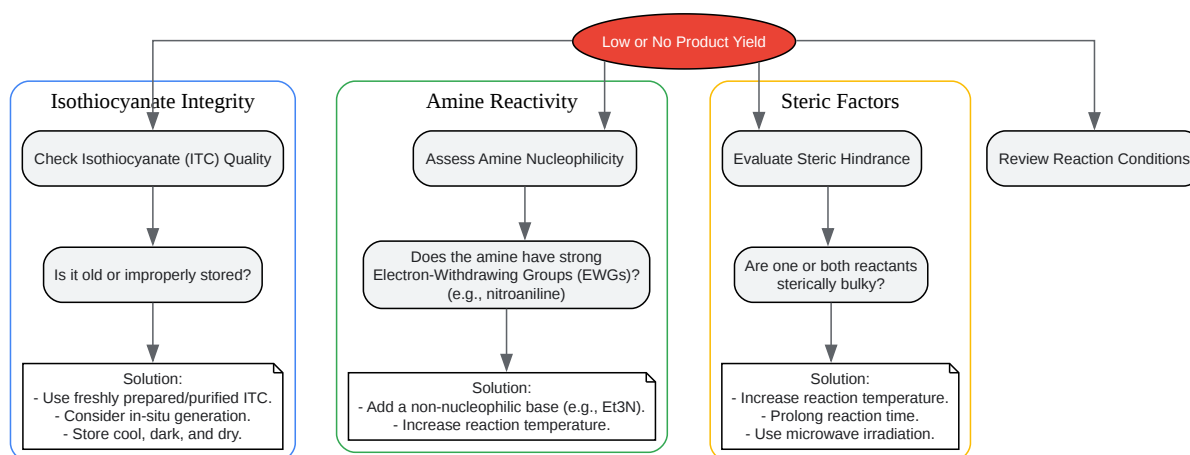 Low or No Product Yield
Isothiocyanate Integrity
Check Isothiocyanate (ITC) Quality
Is it old or improperly stored?
Solution:
- Use freshly prepared/purified ITC.
- Consider in-situ generation.
- Store cool, dark, and dry.
Amine Reactivity
Assess Amine Nucleophilicity
Does the amine have strong
Electron-Withdrawing Groups (EWGs)?
(e.g., nitroaniline)
Solution:
- Add a non-nucleophilic base (e.g., Et3N).
- Increase reaction temperature.
Steric Factors
Evaluate Steric Hindrance
Are one or both reactants
sterically bulky?
Solution:
- Increase reaction temperature.
- Prolong reaction time.
- Use microwave irradiation.
Review Reaction Conditions